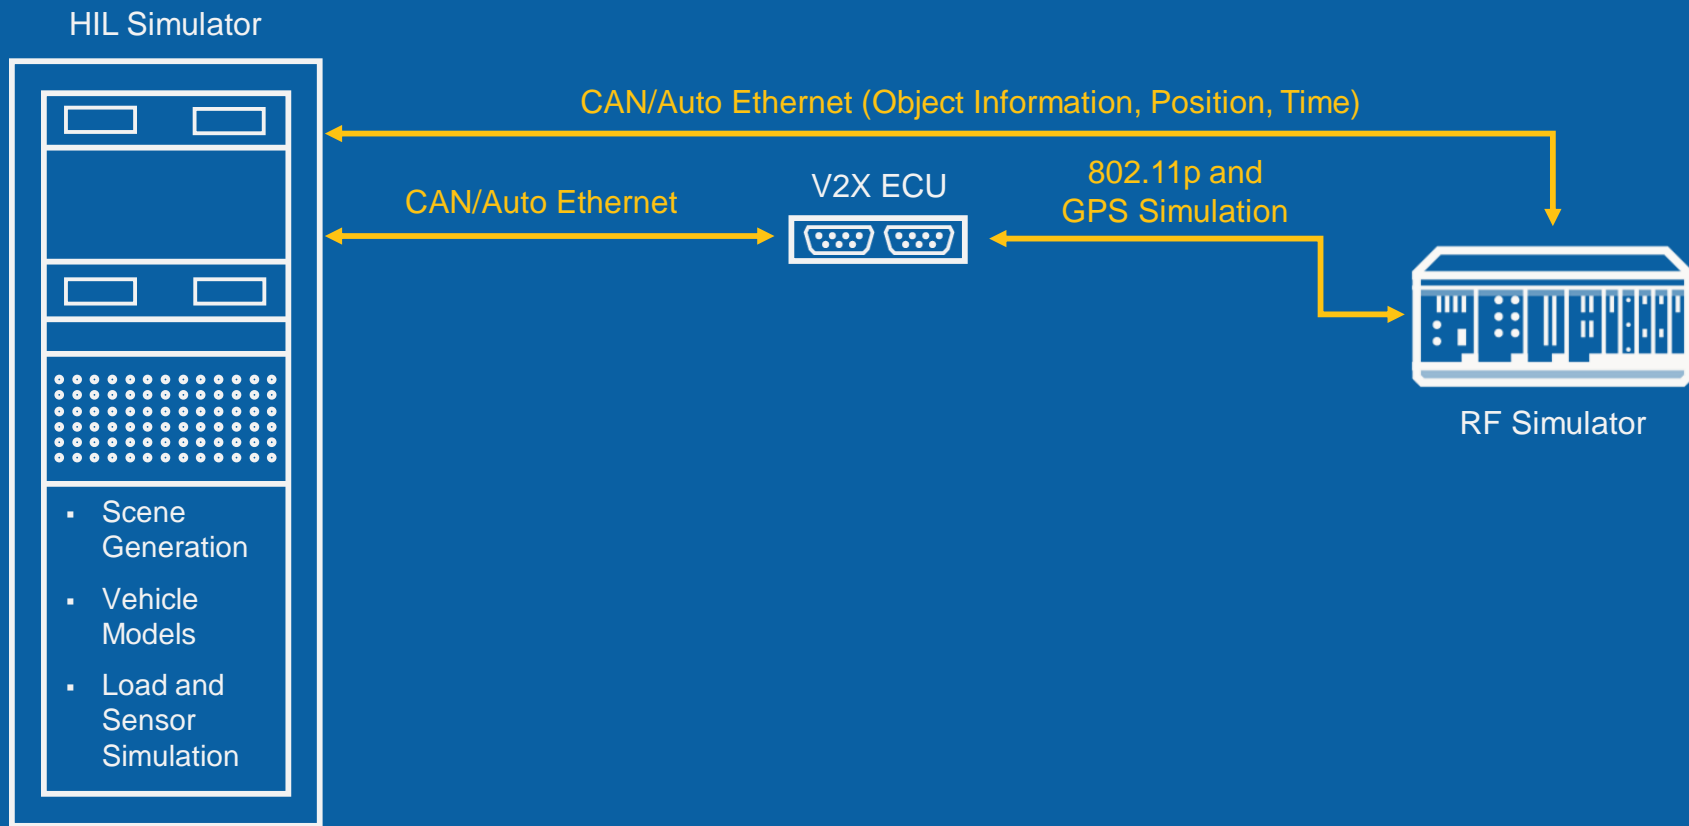 HIL Simulator
CAN/Auto Ethernet (Object Information, Position, Time)
CAN/Auto Ethernet
V2X ECU
802.11p and
GPS Simulation
RF Simulator
▪ Scene
Generation
▪ Vehicle
Models
▪ Load and
Sensor
Simulation